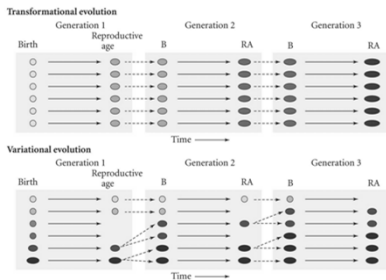 Transformational evolution
Generation 1 Generation 2 Generation 3
Birth Reproductive age B RA B RA
Time
Variational evolution
Generation 1 Generation 2 Generation 3
Birth Reproductive age B RA B RA
Time